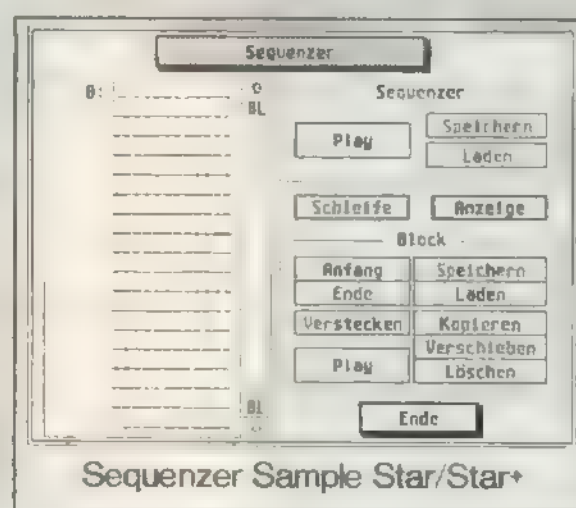 Sequenzer
0:
BL
Sequenzer
Play
Speichern
Laden
Schleife
Anzeige
Block
Anfang
Speichern
Ende
Laden
Verstecken
Kopieren
Verschieben
Play
Löschen
BL
Ende
Sequenzer Sample Star/Star+